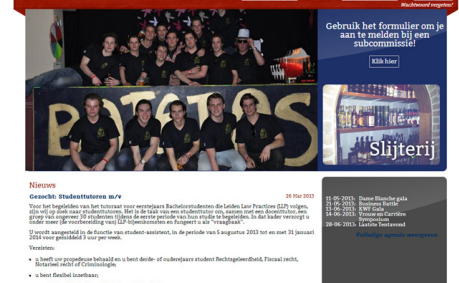 Wachtwoord vergeten?
Gebruik het formulier om je
aan te melden bij een
subcommissie!
Klik hier
POTATOS
Slijterij
Nieuws
Gezocht: Studenttutoren m/v
26 Mar 2013
Voor het begeleiden van het tutoraat voor eerstejaars Bachelorstudenten die Leiden Law Practices (LLP) volgen,
zijn wij op zoek naar studenttutoren. Het is de taak van een studenttutor om, samen met een docenttutor, een
groep van ongeveer 30 studenten tijdens de eerste periode van hun studie te begeleiden. In dat kader verzorgt u
onder meer (de voorbereiding van) LLP-bijeenkomsten en fungeert u als "vraagbaak".
U wordt aangesteld in de functie van student-assistent, in de periode van 5 augustus 2013 tot en met 31 januari
2014 voor gemiddeld 3 uur per week.
Vereisten:
u heeft uw propedeuse behaald en u bent derde- of ouderejaars student Rechtsgeleerdheid, Fiscaal recht,
Notarieel recht of Criminologie;
u bent flexibel inzetbaar;
11-05-2013: Dame Blanche gala
21-05-2013: Business Battle
13-06-2013: KWF Gala
14-06-2013: Vrouw en Carrière
Symposium
28-06-2013: Laatste Tentavond
Volledige agenda weergeven